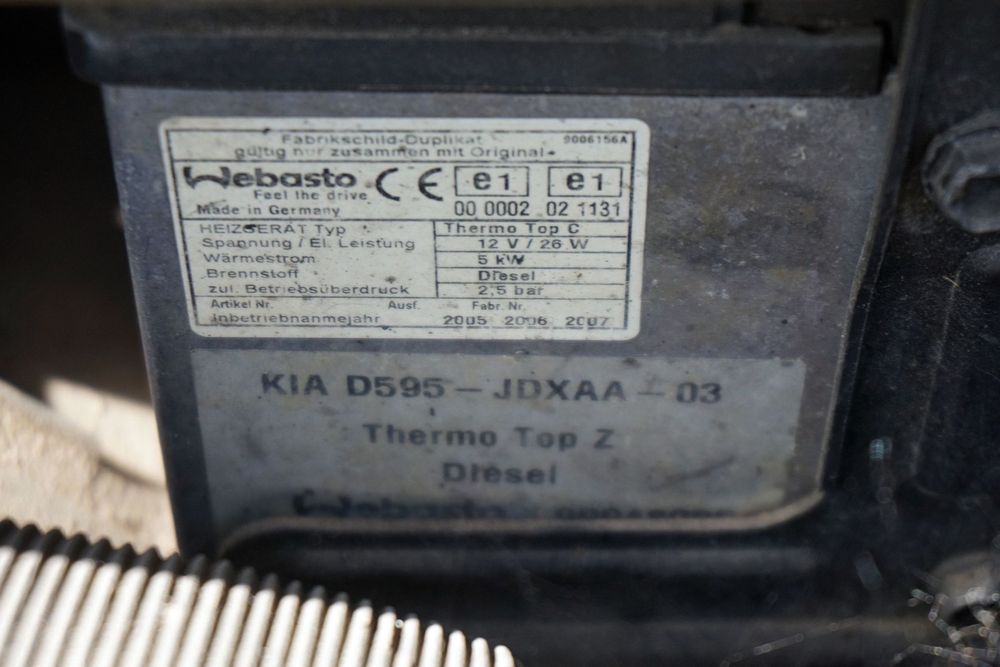 Fabrikschild-Duplikat 9006156A
gültig nur zusammen mit Original
Webasto CE e1 e1
Feel the drive
Made in Germany 00 0002 02 1131
HEIZGERÄT Typ Thermo Top C
Spannung / El. Leistung 12 V / 26 W
Wärmestrom 5 kW
Brennstoff Diesel
zul. Betriebsüberdruck 2,5 bar
Artikel Nr. Ausf. Fabr. Nr.
Inbetriebnahmejahr 2005 2006 2007
KIA D595 - JDXAA - 03
Thermo Top Z
Diesel
Webasto